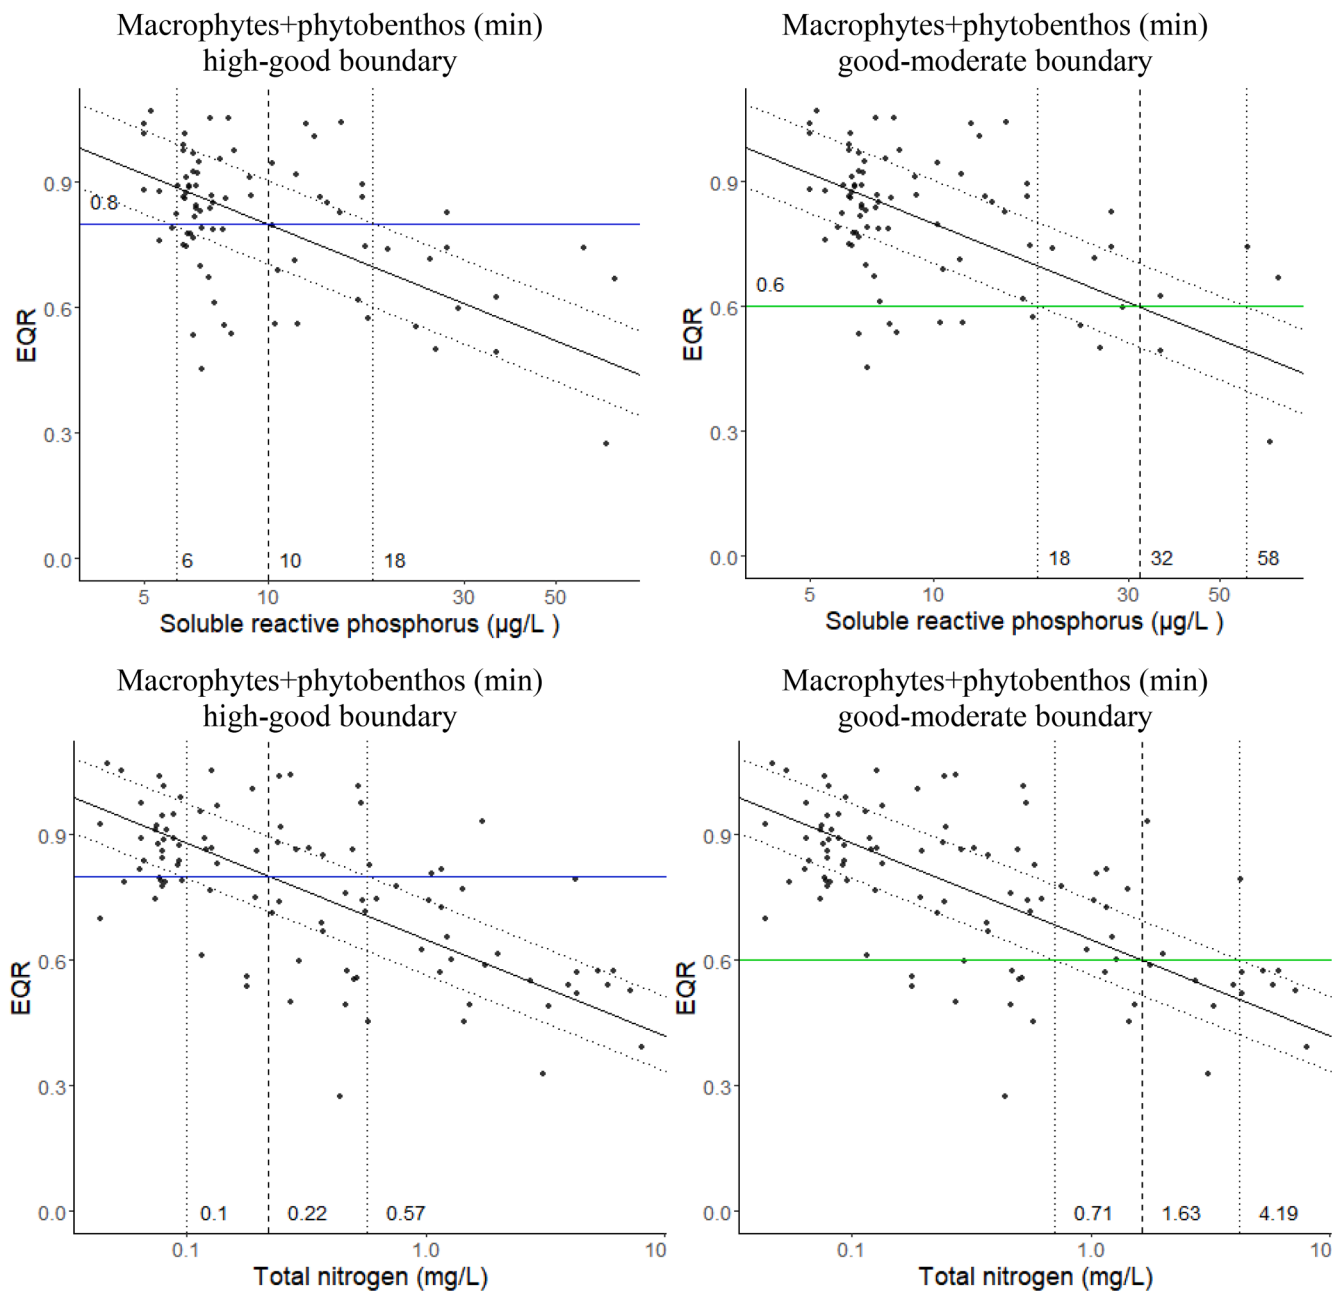 Macrophytes+phytobenthos (min)
high-good boundary
0.9
0.6
0.3
0.0
EQR
0.8
6
10
18
5
10
30
50
Soluble reactive phosphorus (µg/L )
Macrophytes+phytobenthos (min)
good-moderate boundary
0.9
0.6
0.3
0.0
EQR
0.6
18
32
58
5
10
30
50
Soluble reactive phosphorus (µg/L )
Macrophytes+phytobenthos (min)
high-good boundary
0.9
0.6
0.3
0.0
EQR
0.1
0.22
0.57
0.1
1.0
10
Total nitrogen (mg/L)
Macrophytes+phytobenthos (min)
good-moderate boundary
0.9
0.6
0.3
0.0
EQR
0.71
1.63
4.19
0.1
1.0
10
Total nitrogen (mg/L)